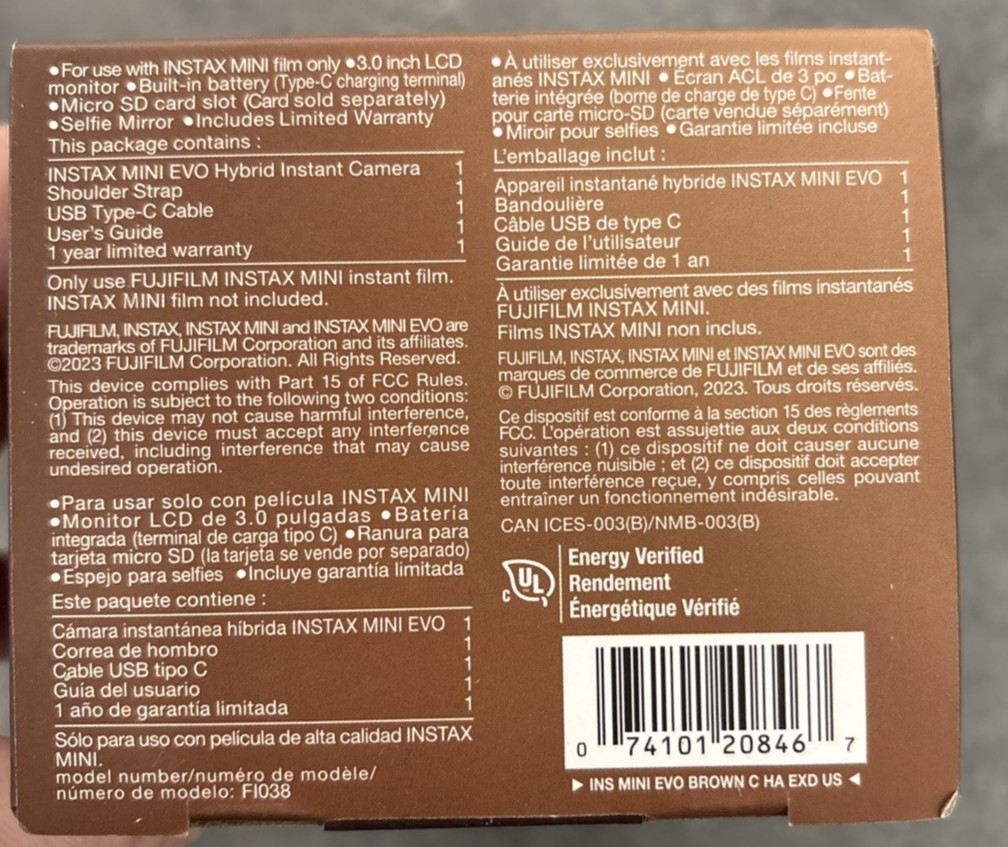 ●For use with INSTAX MINI film only ●3.0 inch LCD
monitor ●Built-in battery (Type-C charging terminal)
●Micro SD card slot (Card sold separately)
●Selfie Mirror ●Includes Limited Warranty
This package contains :
INSTAX MINI EVO Hybrid Instant Camera 1
Shoulder Strap 1
USB Type-C Cable 1
User's Guide 1
1 year limited warranty 1
Only use FUJIFILM INSTAX MINI instant film.
INSTAX MINI film not included.
FUJIFILM, INSTAX, INSTAX MINI and INSTAX MINI EVO are
trademarks of FUJIFILM Corporation and its affiliates.
©2023 FUJIFILM Corporation. All Rights Reserved.
This device complies with Part 15 of FCC Rules.
Operation is subject to the following two conditions:
(1) This device may not cause harmful interference,
and (2) this device must accept any interference
received, including interference that may cause
undesired operation.
●Para usar solo con película INSTAX MINI
●Monitor LCD de 3.0 pulgadas ●Batería
integrada (terminal de carga tipo C) ●Ranura para
tarjeta micro SD (la tarjeta se vende por separado)
●Espejo para selfies ●Incluye garantía limitada
Este paquete contiene :
Cámara instantánea híbrida INSTAX MINI EVO 1
Correa de hombro 1
Cable USB tipo C 1
Guía del usuario 1
1 año de garantía limitada 1
Sólo para uso con película de alta calidad INSTAX
MINI.
model number/numéro de modèle/
número de modelo: FI038
●À utiliser exclusivement avec les films instant-
anés INSTAX MINI ● Écran ACL de 3 po ●Bat-
terie intégrée (borne de charge de type C) ●Fente
pour carte micro-SD (carte vendue séparément)
● Miroir pour selfies ●Garantie limitée incluse
L'emballage inclut :
Appareil instantané hybride INSTAX MINI EVO 1
Bandoulière 1
Câble USB de type C 1
Guide de l'utilisateur 1
Garantie limitée de 1 an 1
À utiliser exclusivement avec des films instantanés
FUJIFILM INSTAX MINI.
Films INSTAX MINI non inclus.
FUJIFILM, INSTAX, INSTAX MINI et INSTAX MINI EVO sont des
marques de commerce de FUJIFILM et de ses affiliés.
© FUJIFILM Corporation, 2023. Tous droits réservés.
Ce dispositif est conforme à la section 15 des règlements
FCC. L'opération est assujettie aux deux conditions
suivantes : (1) ce dispositif ne doit causer aucune
interférence nuisible ; et (2) ce dispositif doit accepter
toute interférence reçue, y compris celles pouvant
entraîner un fonctionnement indésirable.
CAN ICES-003(B)/NMB-003(B)
C UL
Energy Verified
Rendement
Énergétique Vérifié
0 74101 20846 7
▶ INS MINI EVO BROWN C HA EXD US ◀